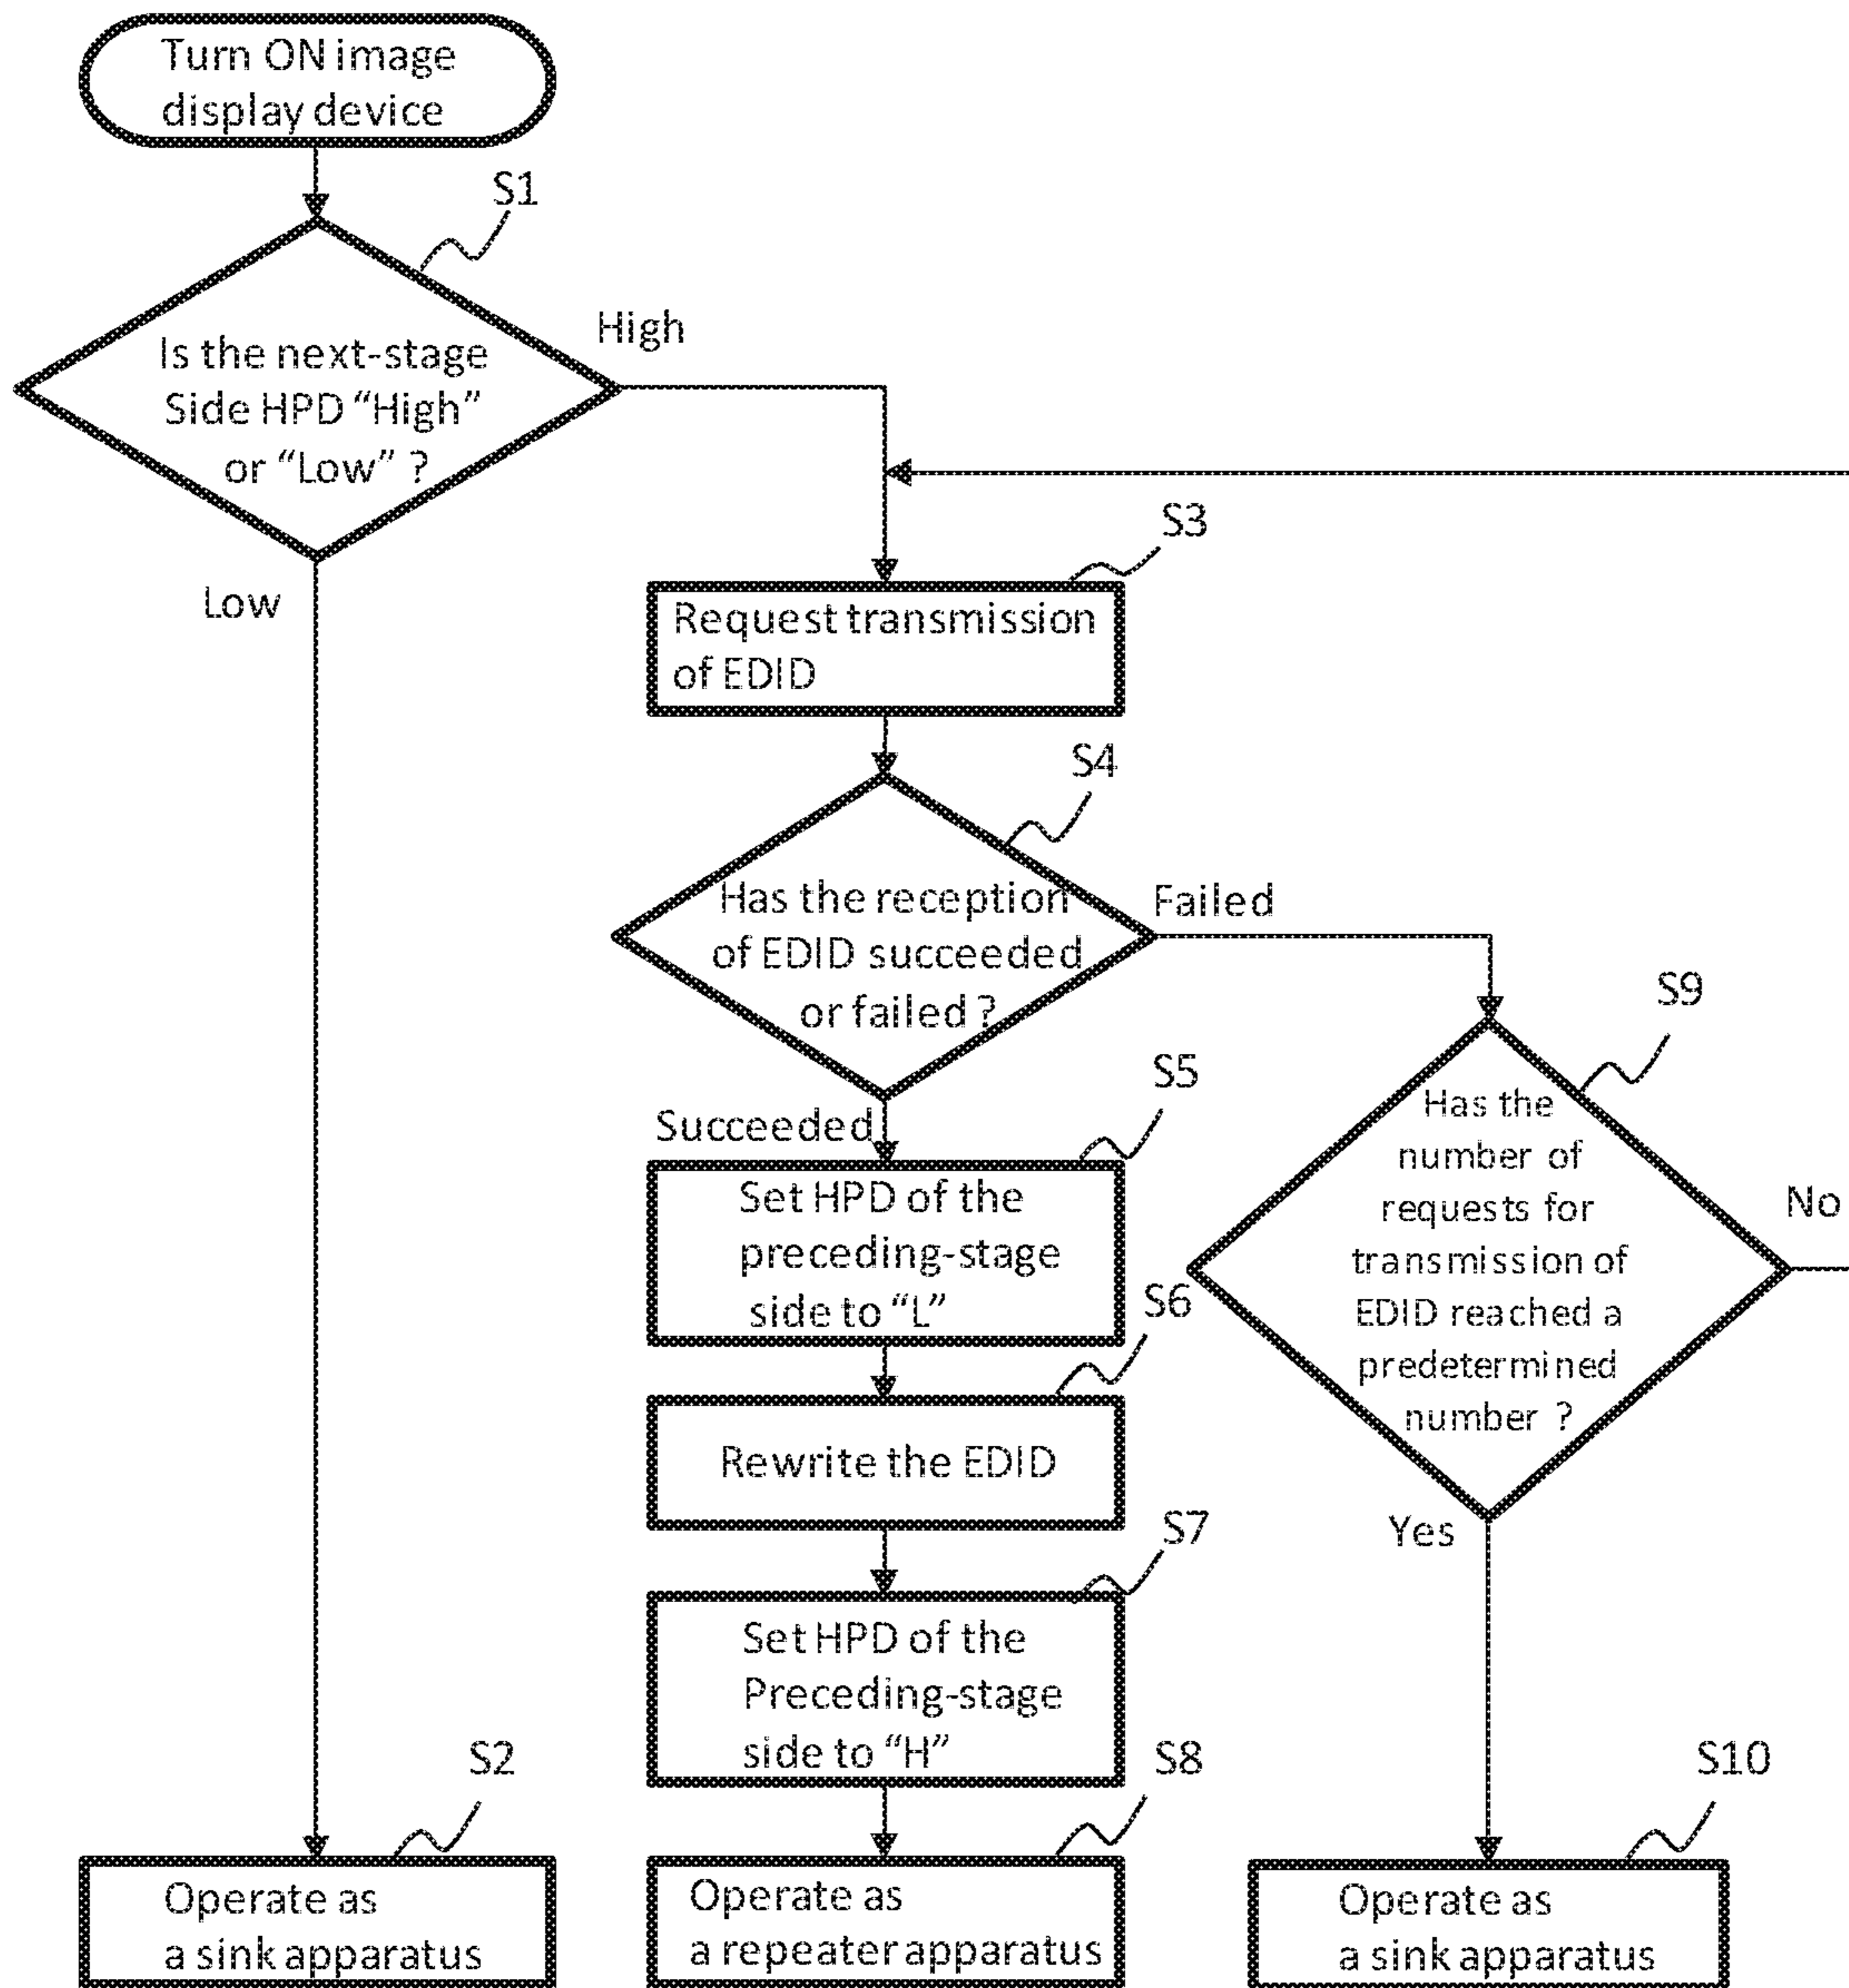 Turn ON image
display device
S1
Is the next-stage
Side HPD “High”
or “Low” ?
High
Low
S3
Request transmission
of EDID
S4
Has the reception
of EDID succeeded
or failed ?
Failed
Succeeded
S9
Has the
number of
requests for
transmission of
EDID reached a
predetermined
number ?
No
Yes
S5
Set HPD of the
preceding-stage
side to “L”
S6
Rewrite the EDID
S7
Set HPD of the
Preceding-stage
side to “H”
S2
Operate as
a sink apparatus
S8
Operate as
a repeater apparatus
S10
Operate as
a sink apparatus